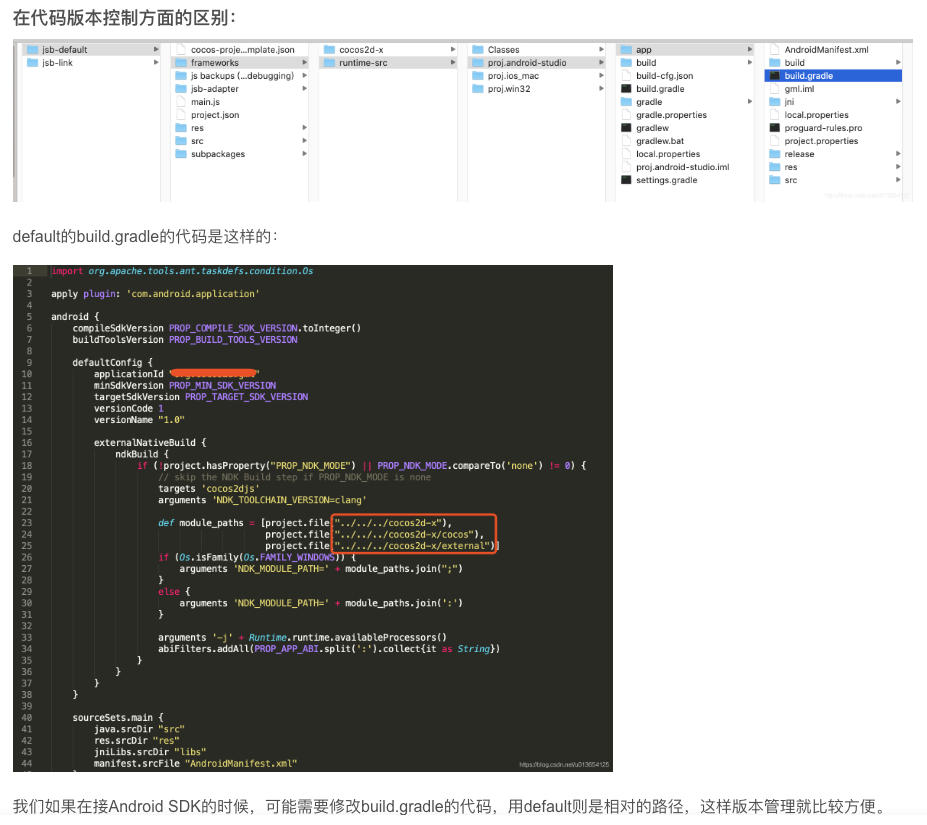 在代码版本控制方面的区别：
jsb-default
jsb-link
cocos-proje...mplate.json
frameworks
js backups (...debugging)
jsb-adapter
main.js
project.json
res
src
subpackages
cocos2d-x
runtime-src
Classes
proj.android-studio
proj.ios_mac
proj.win32
app
build
build-cfg.json
build.gradle
gradle
gradle.properties
gradlew
gradlew.bat
local.properties
proj.android-studio.iml
settings.gradle
AndroidManifest.xml
build
build.gradle
gml.iml
jni
local.properties
proguard-rules.pro
project.properties
release
res
src
default的build.gradle的代码是这样的：
1 import org.apache.tools.ant.taskdefs.condition.Os
2
3 apply plugin: 'com.android.application'
4
5 android {
6 compileSdkVersion PROP_COMPILE_SDK_VERSION.toInteger()
7 buildToolsVersion PROP_BUILD_TOOLS_VERSION
8
9 defaultConfig {
10 applicationId
11 minSdkVersion PROP_MIN_SDK_VERSION
12 targetSdkVersion PROP_TARGET_SDK_VERSION
13 versionCode 1
14 versionName "1.0"
15
16 externalNativeBuild {
17 ndkBuild {
18 if (!project.hasProperty("PROP_NDK_MODE") || PROP_NDK_MODE.compareTo('none') != 0) {
19 // skip the NDK Build step if PROP_NDK_MODE is none
20 targets 'cocos2djs'
21 arguments 'NDK_TOOLCHAIN_VERSION=clang'
22
23 def module_paths = [project.file("../../../cocos2d-x"),
24 project.file("../../../cocos2d-x/cocos"),
25 project.file("../../../cocos2d-x/external")]
26 if (Os.isFamily(Os.FAMILY_WINDOWS)) {
27 arguments 'NDK_MODULE_PATH=' + module_paths.join(";")
28 }
29 else {
30 arguments 'NDK_MODULE_PATH=' + module_paths.join(':')
31 }
32
33 arguments '-j' + Runtime.runtime.availableProcessors()
34 abiFilters.addAll(PROP_APP_ABI.split(':').collect{it as String})
35 }
36 }
37 }
38 }
39
40 sourceSets.main {
41 java.srcDir "src"
42 res.srcDir "res"
43 jniLibs.srcDir "libs"
44 manifest.srcFile "AndroidManifest.xml"
https://blog.csdn.net/u013654125
我们如果在接Android SDK的时候，可能需要修改build.gradle的代码，用default则是相对的路径，这样版本管理就比较方便。